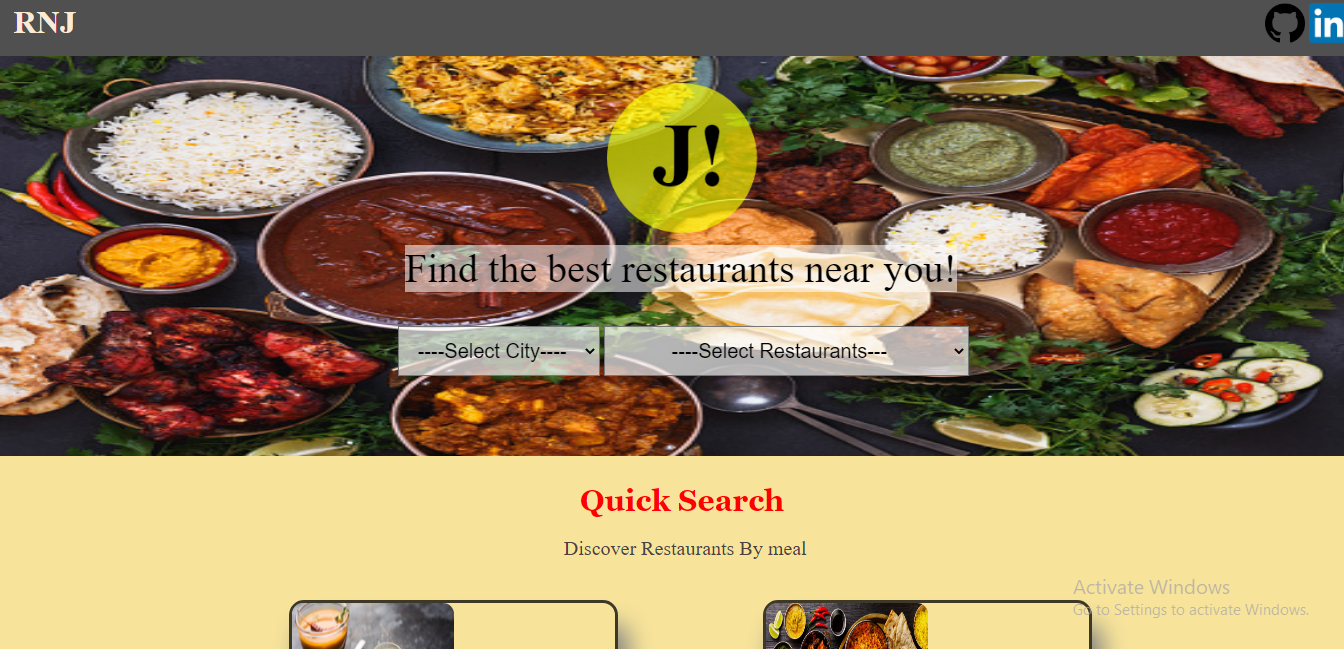 RNJ
in
J!
Find the best restaurants near you!
----Select City---- ----Select Restaurants---
Quick Search
Discover Restaurants By meal
Activate Windows
Go to Settings to activate Windows.